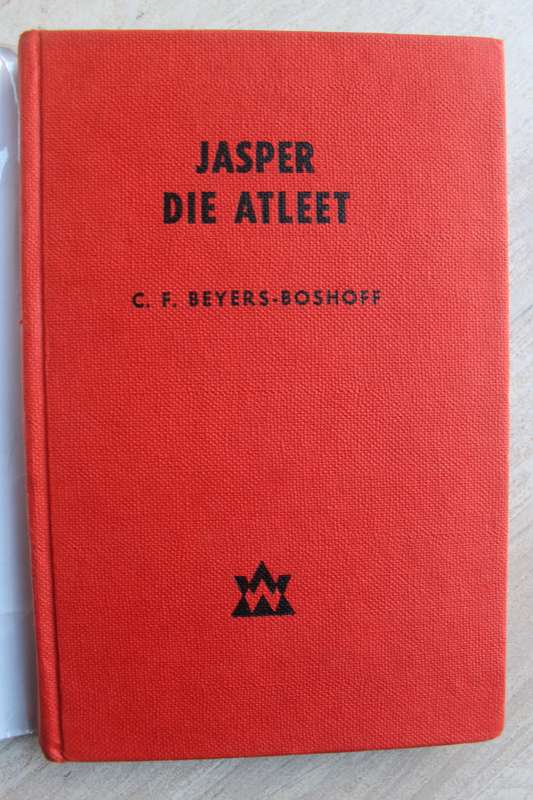 JASPER
DIE ATLEET
C. F. BEYERS-BOSHOFF